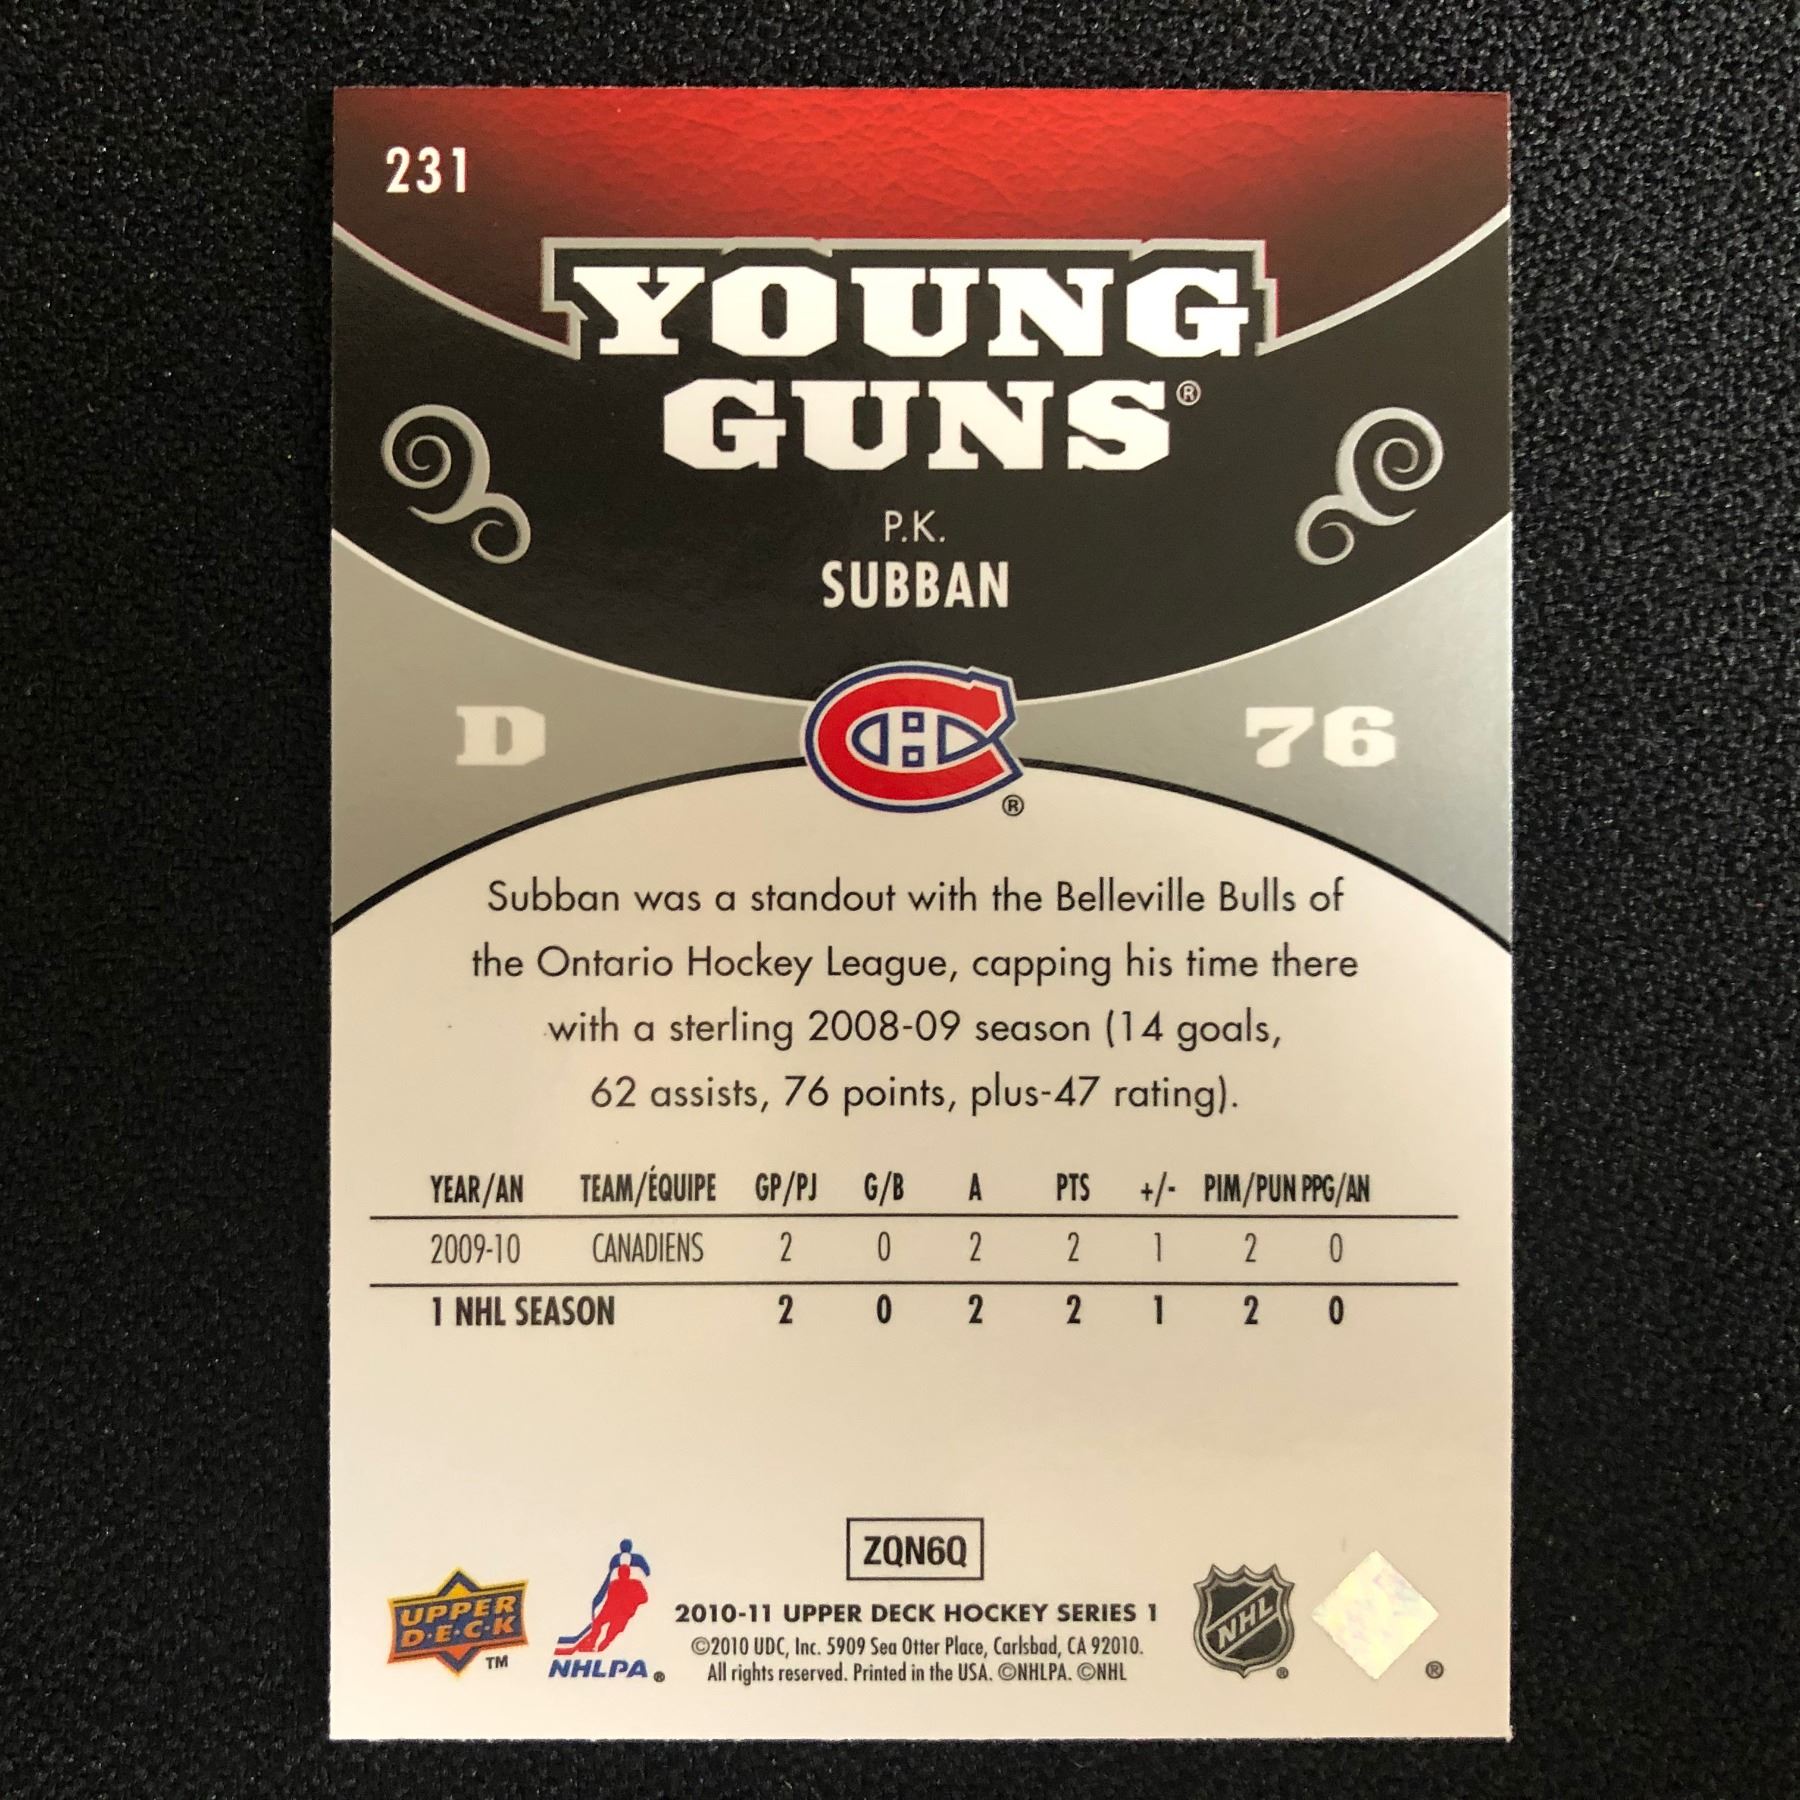 231
YOUNG
GUNS®
P.K.
SUBBAN
D
76
®
Subban was a standout with the Belleville Bulls of
the Ontario Hockey League, capping his time there
with a sterling 2008-09 season (14 goals,
62 assists, 76 points, plus-47 rating).
YEAR/AN TEAM/ÉQUIPE GP/PJ G/B A PTS +/- PIM/PUN PPG/AN
2009-10 CANADIENS 2 0 2 2 1 2 0
1 NHL SEASON 2 0 2 2 1 2 0
ZQN6Q
UPPER
D·E·C·K
™
NHLPA®
2010-11 UPPER DECK HOCKEY SERIES 1
©2010 UDC, Inc. 5909 Sea Otter Place, Carlsbad, CA 92010.
All rights reserved. Printed in the USA. ©NHLPA. ©NHL
NHL
®
®